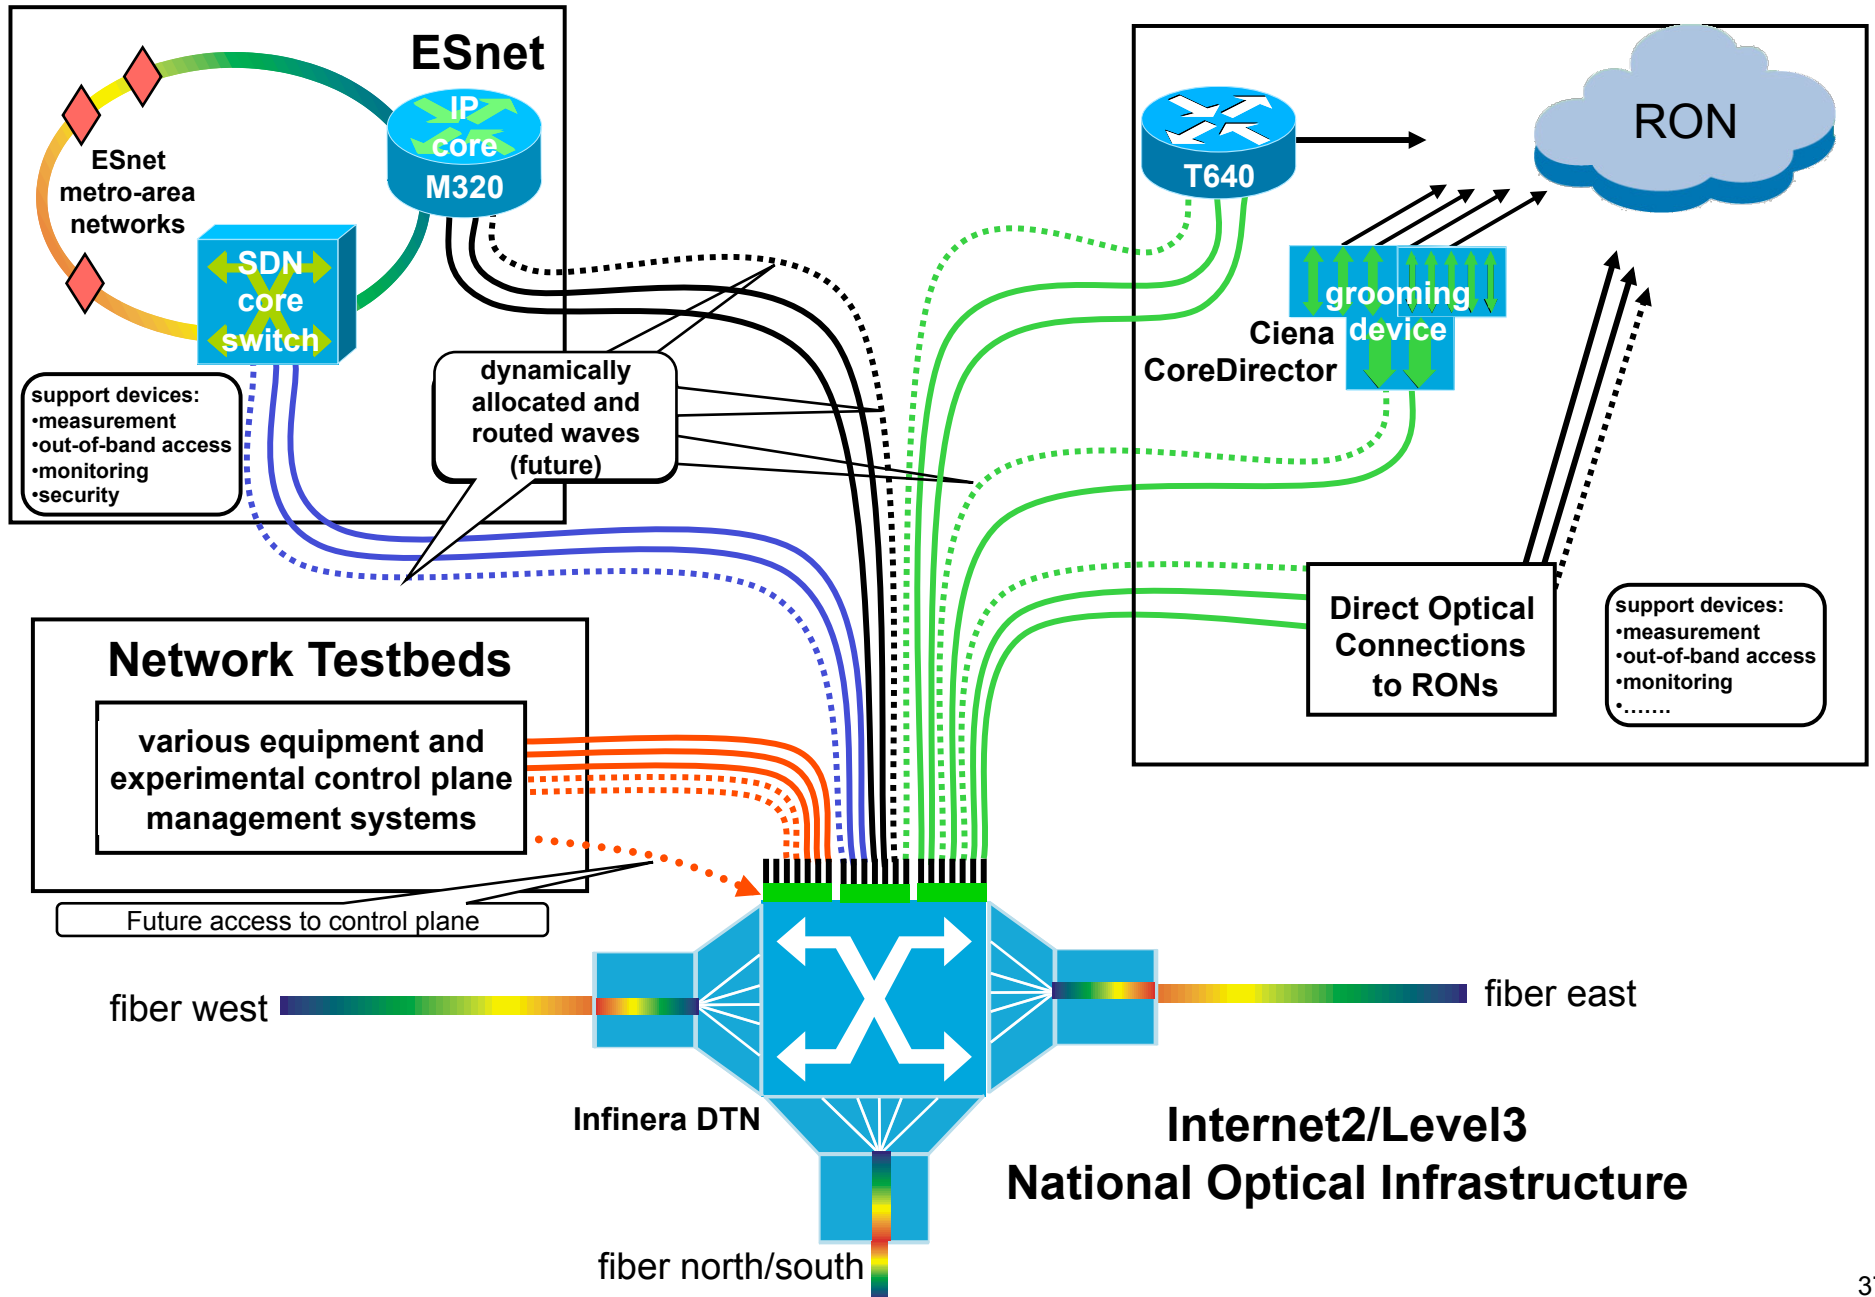 ESnet
IP
core
M320
ESnet
metro-area
networks
SDN
core
switch
support devices:
•measurement
•out-of-band access
•monitoring
•security
dynamically
allocated and
routed waves
(future)
T640
RON
grooming
device
Ciena
CoreDirector
Direct Optical
Connections
to RONs
support devices:
•measurement
•out-of-band access
•monitoring
•…….
Network Testbeds
various equipment and
experimental control plane
management systems
Future access to control plane
fiber west
fiber east
Infinera DTN
Internet2/Level3
National Optical Infrastructure
fiber north/south